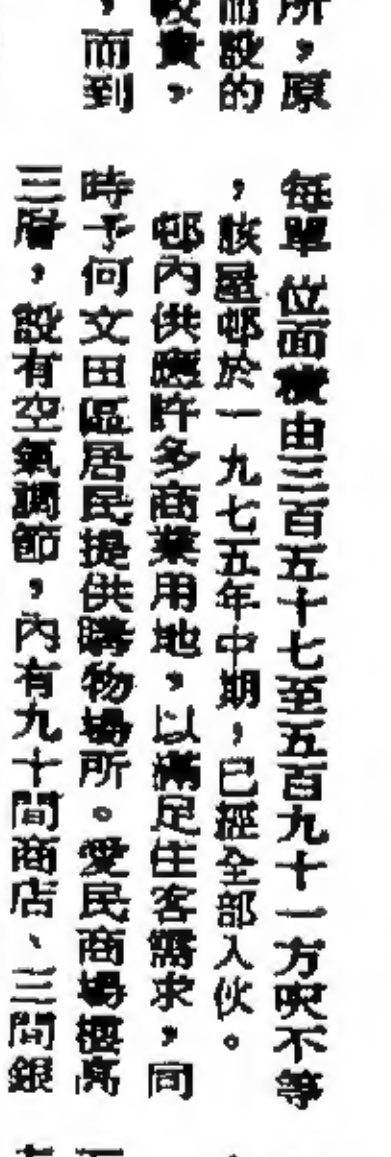 所，原
而設的
較貴，
，而到
每單位面積由三百五十七至五百九十一方呎不等
，該屋邨於一九七五年中期，已經全部入伙。
邨內供應許多商業用地，以滿足住客需求，同
時予何文田區居民提供購物場所。愛民商場樓高
三層，設有空氣調節，內有九十間商店、三間銀